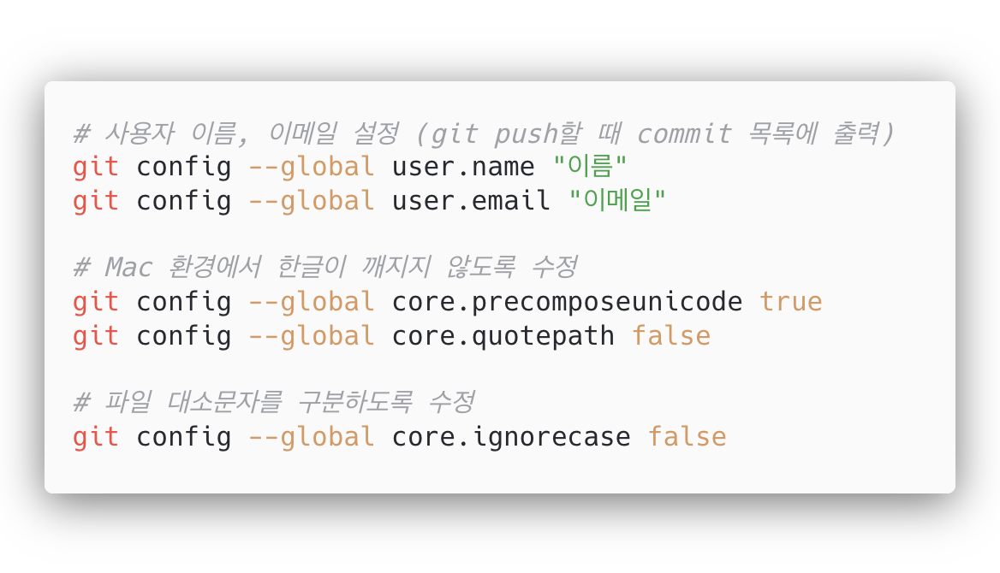 # 사용자 이름, 이메일 설정 (git push할 때 commit 목록에 출력)
git config --global user.name "이름"
git config --global user.email "이메일"
# Mac 환경에서 한글이 깨지지 않도록 수정
git config --global core.precomposeunicode true
git config --global core.quotepath false
# 파일 대소문자를 구분하도록 수정
git config --global core.ignorecase false